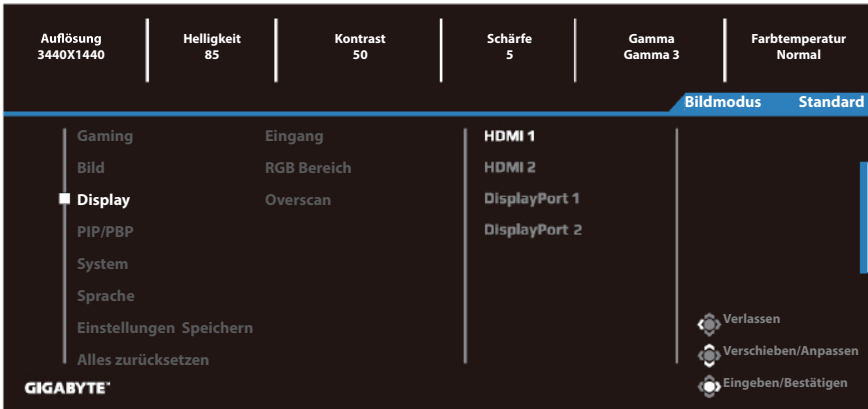 Auflösung Helligkeit Kontrast Schärfe Gamma Farbtemperatur
3440X1440 85 50 5 Gamma 3 Normal
Bildmodus Standard
Gaming Eingang HDMI 1
Bild RGB Bereich HDMI 2
Display Overscan DisplayPort 1
PIP/PBP DisplayPort 2
System
Sprache
Einstellungen Speichern
Alles zurücksetzen
Verlassen
Verschieben/Anpassen
Eingeben/Bestätigen
GIGABYTE™